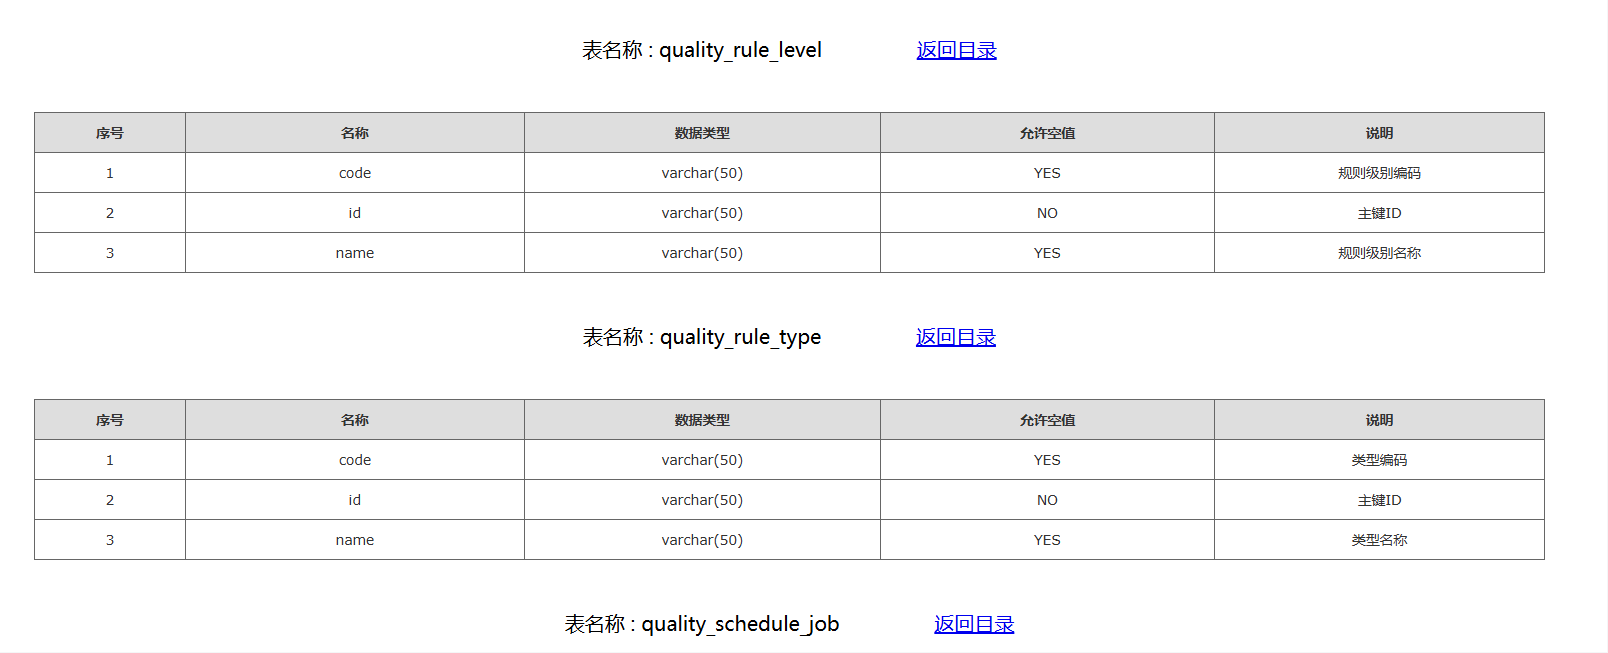 表名称 : quality_rule_level 返回目录
序号 名称 数据类型 允许空值 说明
1 code varchar(50) YES 规则级别编码
2 id varchar(50) NO 主键ID
3 name varchar(50) YES 规则级别名称
表名称 : quality_rule_type 返回目录
序号 名称 数据类型 允许空值 说明
1 code varchar(50) YES 类型编码
2 id varchar(50) NO 主键ID
3 name varchar(50) YES 类型名称
表名称 : quality_schedule_job 返回目录